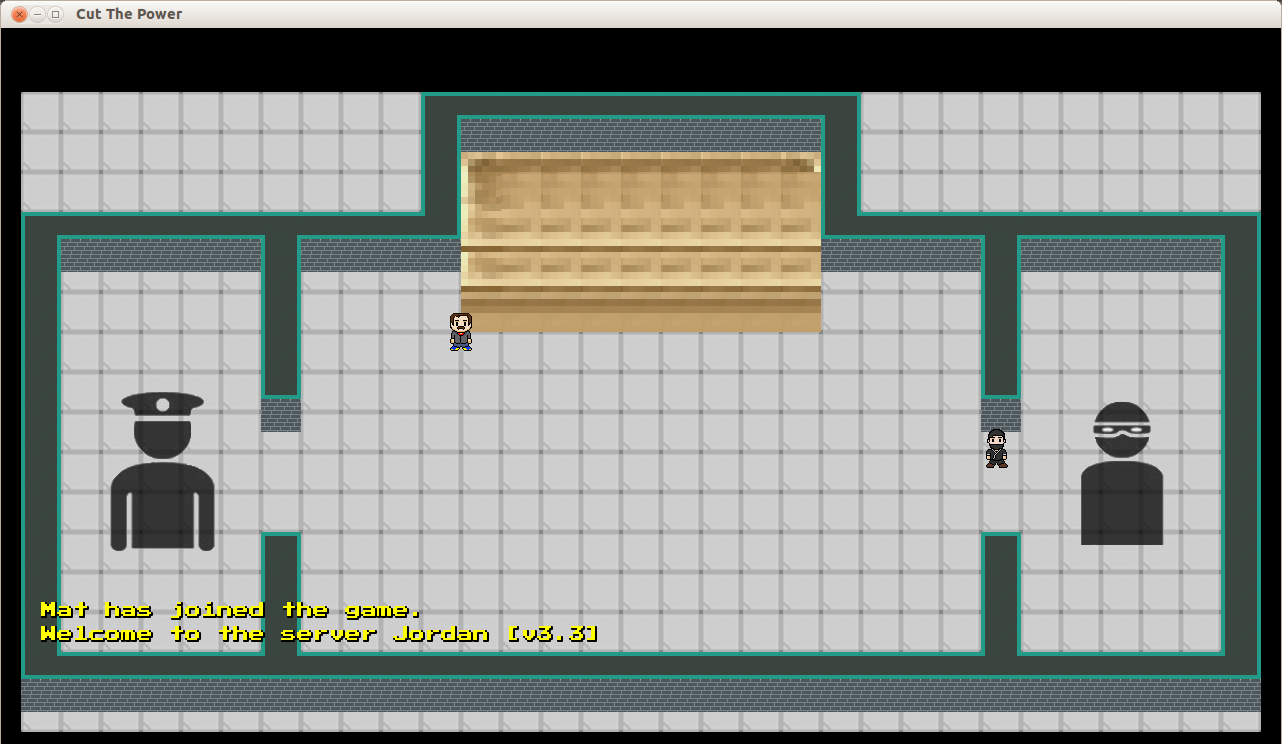 Cut The Power
Mat has joined the game.
Welcome to the server Jordan [v3.3]